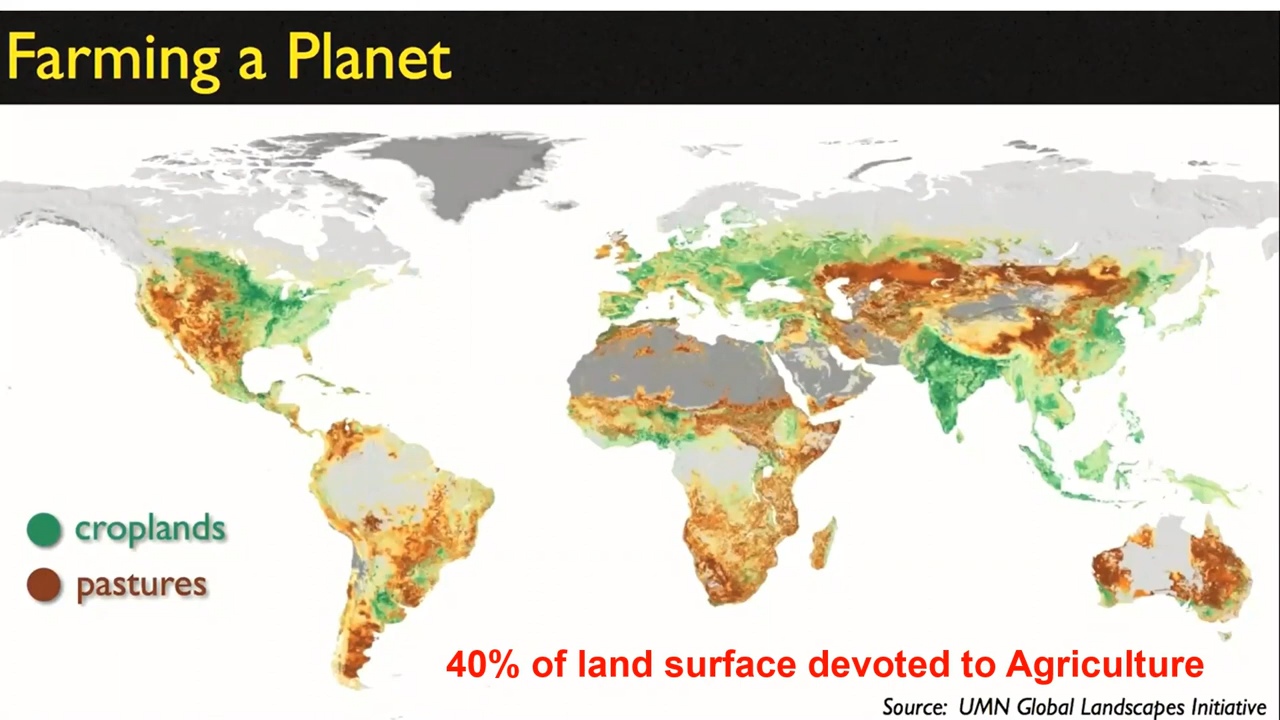 Farming a Planet
croplands
pastures
40% of land surface devoted to Agriculture
Source: UMN Global Landscapes Initiative